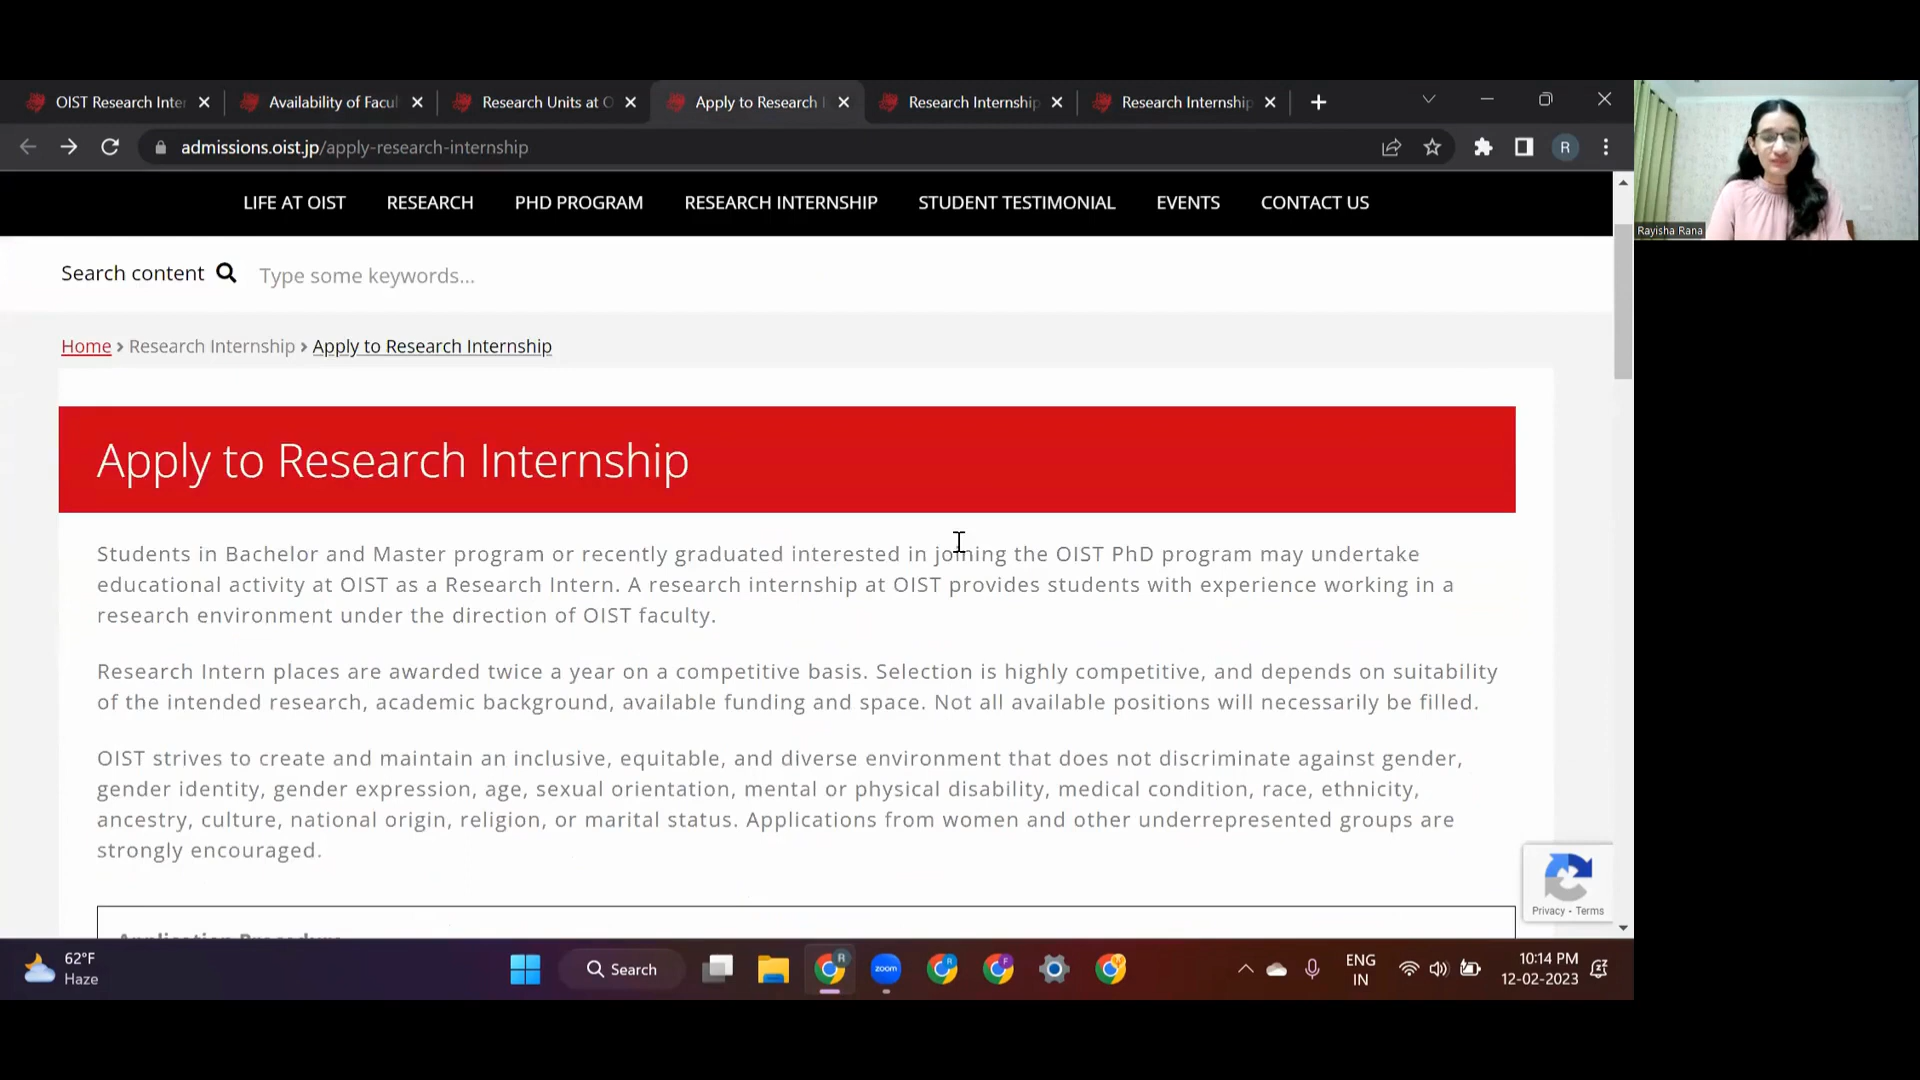 OIST Research Inter
Availability of Facul
Research Units at O
Apply to Research I
Research Internship
Research Internship
admissions.oist.jp/apply-research-internship
R
LIFE AT OIST
RESEARCH
PHD PROGRAM
RESEARCH INTERNSHIP
STUDENT TESTIMONIAL
EVENTS
CONTACT US
Search content
Type some keywords...
Home › Research Internship › Apply to Research Internship
Apply to Research Internship
Students in Bachelor and Master program or recently graduated interested in joining the OIST PhD program may undertake
educational activity at OIST as a Research Intern. A research internship at OIST provides students with experience working in a
research environment under the direction of OIST faculty.
Research Intern places are awarded twice a year on a competitive basis. Selection is highly competitive, and depends on suitability
of the intended research, academic background, available funding and space. Not all available positions will necessarily be filled.
OIST strives to create and maintain an inclusive, equitable, and diverse environment that does not discriminate against gender,
gender identity, gender expression, age, sexual orientation, mental or physical disability, medical condition, race, ethnicity,
ancestry, culture, national origin, religion, or marital status. Applications from women and other underrepresented groups are
strongly encouraged.
Application Procedure
Privacy - Terms
Rayisha Rana
62°F
Haze
Search
R
zoom
R
F
ENG
IN
10:14 PM
12-02-2023